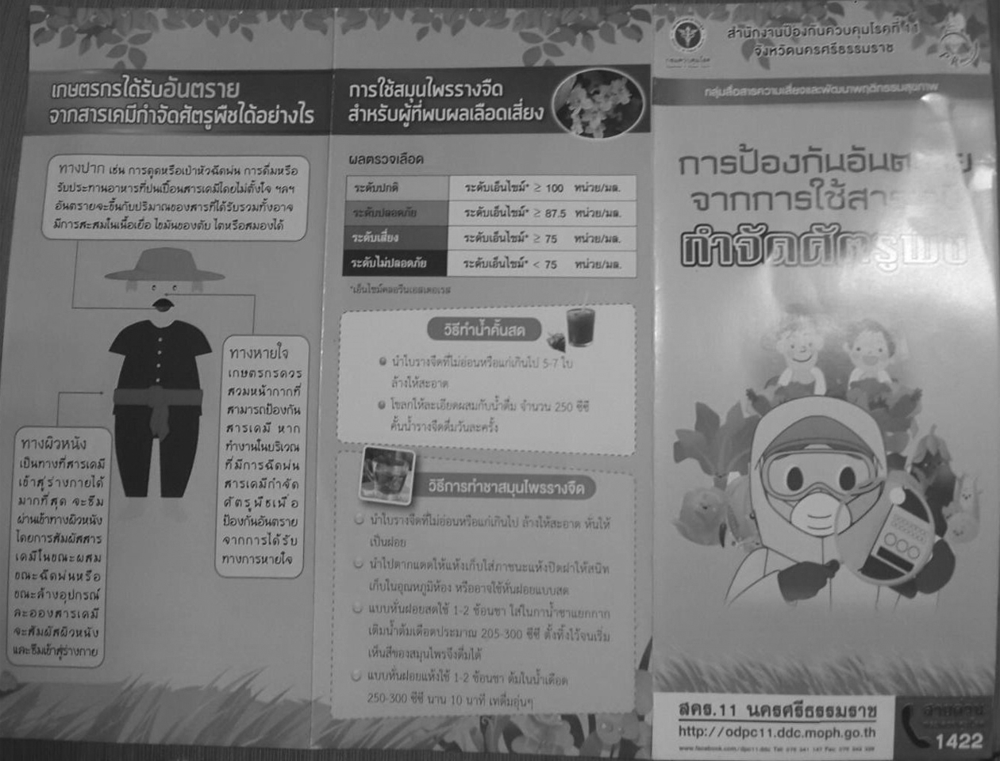 เกษตรกรได้รับอันตราย
จากสารเคมีกำจัดศัตรูพืชได้อย่างไร
ทางปาก เช่น การดูดหรือเป่าหัวฉีดพ่น การดื่มหรือ
รับประทานอาหารที่ปนเปื้อนสารเคมีโดยไม่ตั้งใจ ฯลฯ
อันตรายจะขึ้นกับปริมาณของสารที่ได้รับรวมทั้งอาจ
มีการสะสมในเนื้อเยื่อ ไขมันของตับ ไตหรือสมองได้
ทางหายใจ
เกษตรกรควร
สวมหน้ากากที่
สามารถป้องกัน
สารเคมี หาก
ทำงานในบริเวณ
ที่มีการฉีดพ่น
สารเคมีกำจัด
ศัตรูพืชเพื่อ
ป้องกันอันตราย
จากการได้รับ
ทางการหายใจ
ทางผิวหนัง
เป็นทางที่สารเคมี
เข้าสู่ร่างกายได้
มากที่สุด จะซึม
ผ่านเข้าทางผิวหนัง
โดยการสัมผัสสาร
เคมีในขณะผสม
ขณะฉีดพ่นหรือ
ขณะล้างอุปกรณ์
ละอองสารเคมี
จะสัมผัสผิวหนัง
และซึมเข้าสู่ร่างกาย
การใช้สมุนไพรรางจืด
สำหรับผู้ที่พบผลเลือดเสี่ยง
ผลตรวจเลือด
ระดับปกติ ระดับเอ็นไซม์* ≥ 100 หน่วย/มล.
ระดับปลอดภัย ระดับเอ็นไซม์* ≥ 87.5 หน่วย/มล.
ระดับเสี่ยง ระดับเอ็นไซม์* ≥ 75 หน่วย/มล.
ระดับไม่ปลอดภัย ระดับเอ็นไซม์* < 75 หน่วย/มล.
*เอ็นไซม์คลอรีนเอสเตอเรส
วิธีทำน้ำคั้นสด
นำใบรางจืดที่ไม่อ่อนหรือแก่เกินไป 5-7 ใบ
ล้างให้สะอาด
โขลกให้ละเอียดผสมกับน้ำดื่ม จำนวน 250 ซีซี
คั้นน้ำรางจืดดื่มวันละครั้ง
วิธีการทำชาสมุนไพรรางจืด
นำใบรางจืดที่ไม่อ่อนหรือแก่เกินไป ล้างให้สะอาด หั่นให้
เป็นฝอย
นำไปตากแดดให้แห้งเก็บใส่ภาชนะแห้งปิดฝาให้สนิท
เก็บในอุณหภูมิห้อง หรืออาจใช้หั่นฝอยแบบสด
แบบหั่นฝอยสดใช้ 1-2 ช้อนชา ใส่ในกาน้ำชาแยกกาก
เติมน้ำต้มเดือดประมาณ 205-300 ซีซี ตั้งทิ้งไว้จนเริ่ม
เห็นสีของสมุนไพรจึงดื่มได้
แบบหั่นฝอยแห้งใช้ 1-2 ช้อนชา ต้มในน้ำเดือด
250-300 ซีซี นาน 10 นาที เทดื่มอุ่นๆ
กรมควบคุมโรค
สำนักงานป้องกันควบคุมโรคที่ 11
จังหวัดนครศรีธรรมราช
กลุ่มสื่อสารความเสี่ยงและพัฒนาพฤติกรรมสุขภาพ
การป้องกันอันตราย
จากการใช้สารเคมี
กำจัดศัตรูพืช
สคร.11 นครศรีธรรมราช
http://odpc11.ddc.moph.go.th
สายด่วน
1422